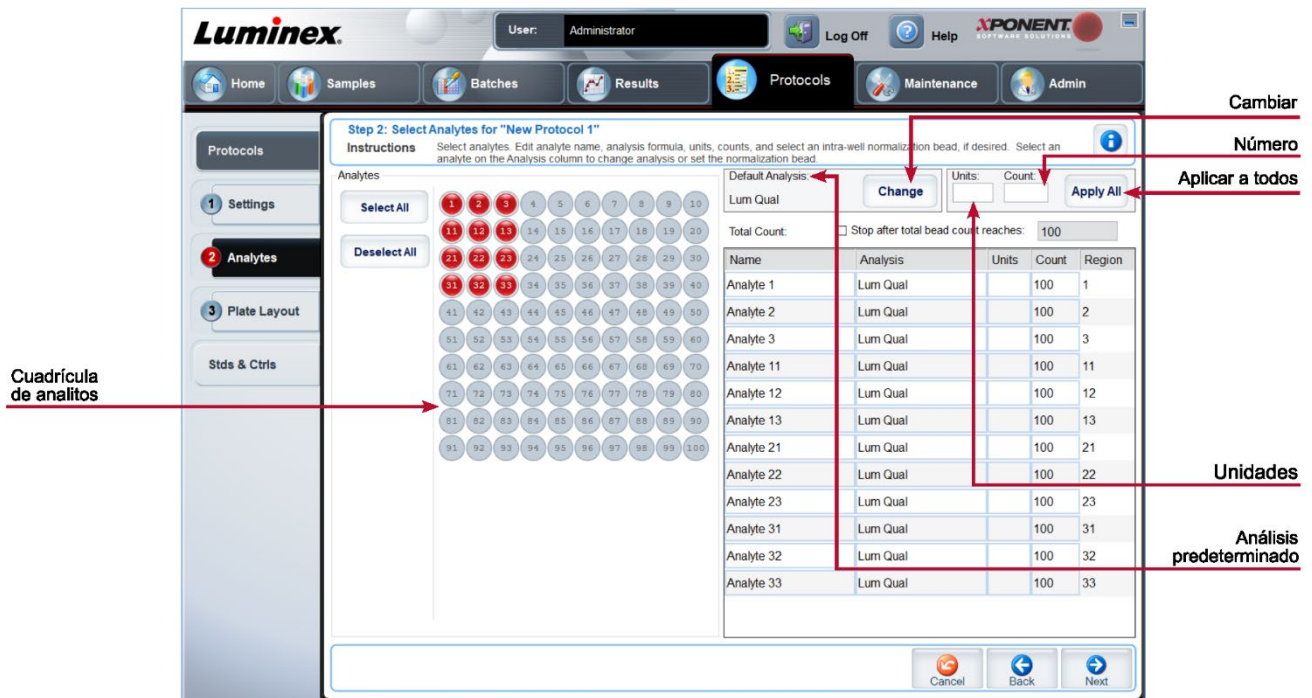 Luminex.
User: Administrator
Log Off
Help
XPONENT.
SOFTWARE SOLUTIONS
Home
Samples
Batches
Results
Protocols
Maintenance
Admin
Cambiar
Número
Aplicar a todos
Protocols
1 Settings
2 Analytes
3 Plate Layout
Stds & Ctrls
Cuadrícula
de analitos
Step 2: Select Analytes for "New Protocol 1"
Instructions Select analytes. Edit analyte name, analysis formula, units, counts, and select an intra-well normalization bead, if desired. Select an
analyte on the Analysis column to change analysis or set the normalization bead.
Analytes
Select All
Deselect All
1 2 3 4 5 6 7 8 9 10
11 12 13 14 15 16 17 18 19 20
21 22 23 24 25 26 27 28 29 30
31 32 33 34 35 36 37 38 39 40
41 42 43 44 45 46 47 48 49 50
51 52 53 54 55 56 57 58 59 60
61 62 63 64 65 66 67 68 69 70
71 72 73 74 75 76 77 78 79 80
81 82 83 84 85 86 87 88 89 90
91 92 93 94 95 96 97 98 99 100
Default Analysis:
Lum Qual
Change
Units: Count:
Apply All
Total Count: Stop after total bead count reaches: 100
Name Analysis Units Count Region
Analyte 1 Lum Qual 100 1
Analyte 2 Lum Qual 100 2
Analyte 3 Lum Qual 100 3
Analyte 11 Lum Qual 100 11
Analyte 12 Lum Qual 100 12
Analyte 13 Lum Qual 100 13
Analyte 21 Lum Qual 100 21
Analyte 22 Lum Qual 100 22
Analyte 23 Lum Qual 100 23
Analyte 31 Lum Qual 100 31
Analyte 32 Lum Qual 100 32
Analyte 33 Lum Qual 100 33
Unidades
Análisis
predeterminado
Cancel
Back
Next